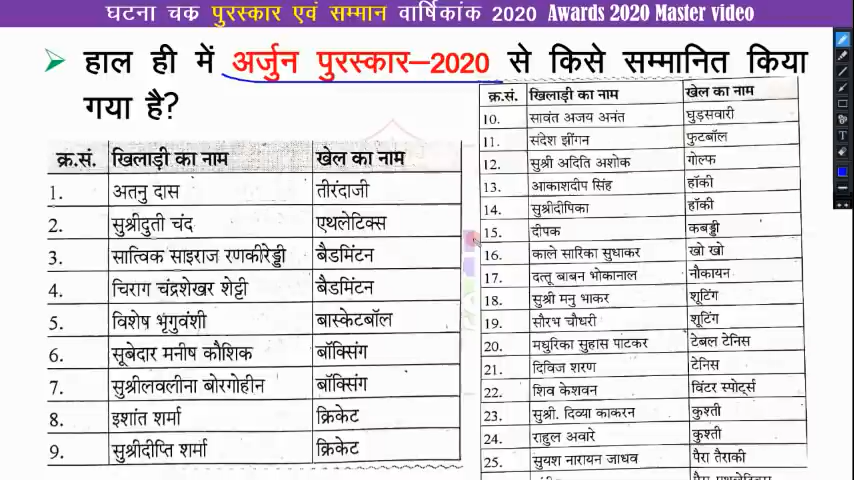 घटना चक्र पुरस्कार एवं सम्मान वार्षिकांक 2020 Awards 2020 Master video
हाल ही में अर्जुन पुरस्कार–2020 से किसे सम्मानित किया
गया है?
क्र.सं. खिलाड़ी का नाम खेल का नाम
1. अतनु दास तीरंदाजी
2. सुश्रीदुती चंद एथलेटिक्स
3. सात्विक साइराज रणकीरेड्डी बैडमिंटन
4. चिराग चंद्रशेखर शेट्टी बैडमिंटन
5. विशेष भृगुवंशी बास्केटबॉल
6. सूबेदार मनीष कौशिक बॉक्सिंग
7. सुश्रीलवलीना बोरगोहीन बॉक्सिंग
8. इशांत शर्मा क्रिकेट
9. सुश्रीदीप्ति शर्मा क्रिकेट
क्र.सं. खिलाड़ी का नाम खेल का नाम
10. सावंत अजय अनंत घुड़सवारी
11. संदेश झींगन फुटबॉल
12. सुश्री अदिति अशोक गोल्फ
13. आकाशदीप सिंह हॉकी
14. सुश्रीदीपिका हॉकी
15. दीपक कबड्डी
16. काले सारिका सुधाकर खो खो
17. दत्तू बाबन भोकानाल नौकायन
18. सुश्री मनु भाकर शूटिंग
19. सौरभ चौधरी शूटिंग
20. मधुरिका सुहास पाटकर टेबल टेनिस
21. दिविज शरण टेनिस
22. शिव केशवन विंटर स्पोर्ट्स
23. सुश्री. दिव्या काकरन कुश्ती
24. राहुल अवारे कुश्ती
25. सुयश नारायन जाधव पैरा तैराकी